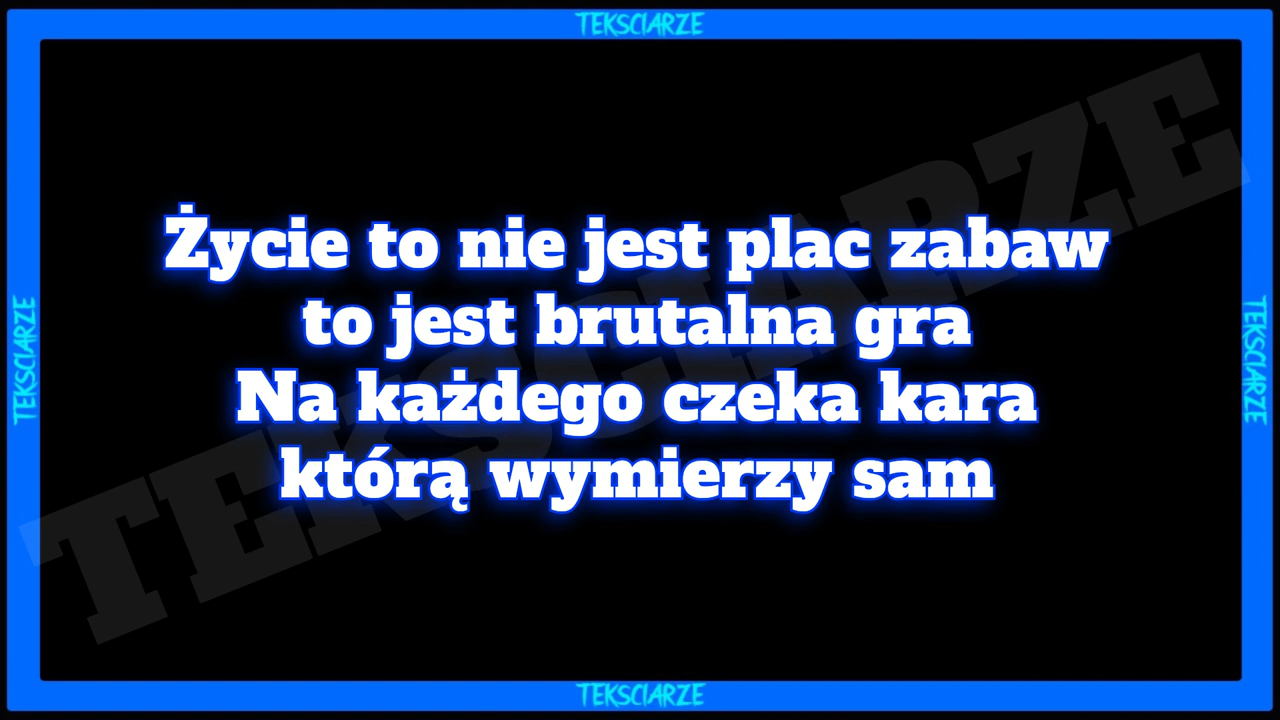 TEKSCIARZE
Życie to nie jest plac zabaw
to jest brutalna gra
Na każdego czeka kara
którą wymierzy sam
TEKSCIARZE
TEKSCIARZE
TEKSCIARZE
TEKSCIARZE